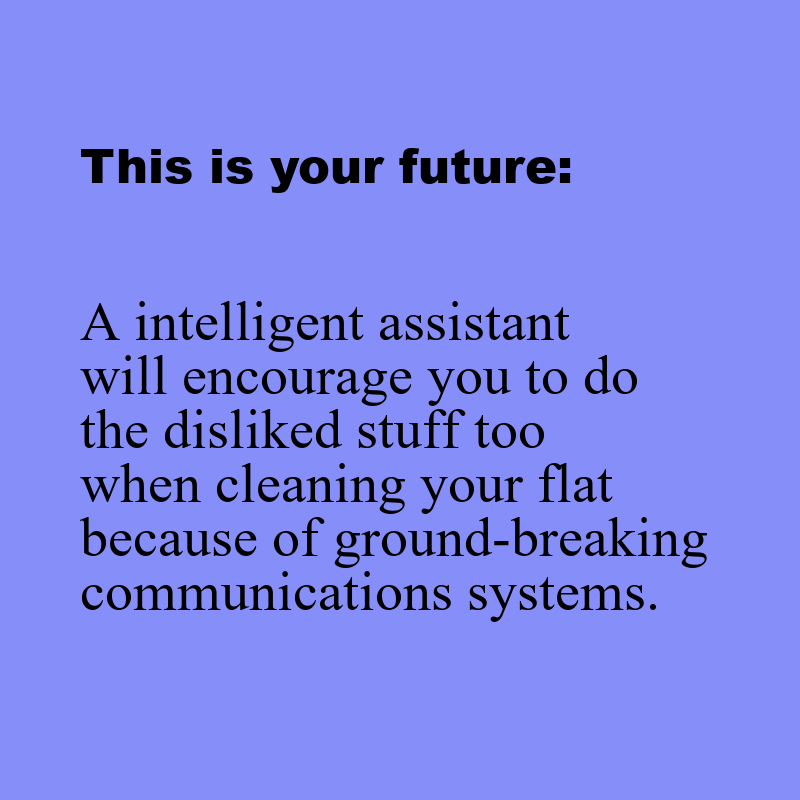 This is your future:
A intelligent assistant
will encourage you to do
the disliked stuff too
when cleaning your flat
because of ground-breaking
communications systems.